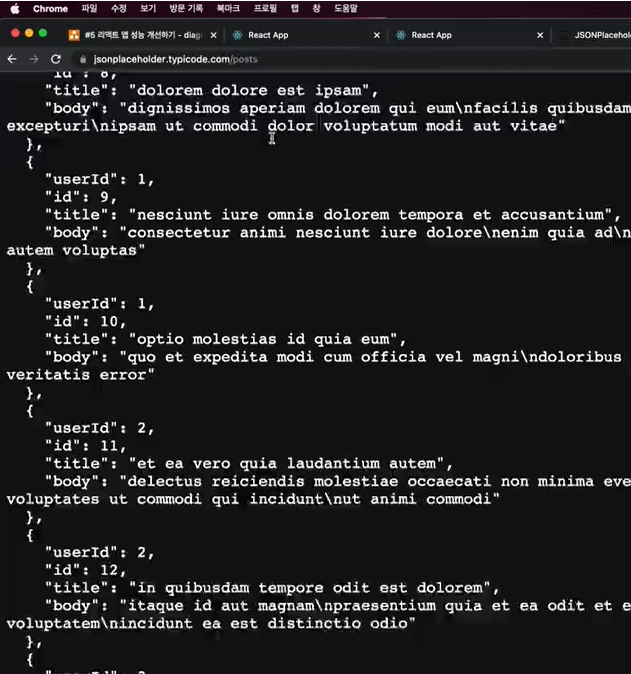 Chrome 파일 수정 보기 방문 기록 북마크 프로필 탭 창 도움말
#5 리액트 앱 성능 개선하기 - diag
React App
React App
JSONPlaceho
jsonplaceholder.typicode.com/posts
"id": 8,
"title": "dolorem dolore est ipsam",
"body": "dignissimos aperiam dolorem qui eum\nfacilis quibusdam
excepturi\nipsam ut commodi dolor voluptatum modi aut vitae"
},
{
"userId": 1,
"id": 9,
"title": "nesciunt iure omnis dolorem tempora et accusantium",
"body": "consectetur animi nesciunt iure dolore\nenim quia ad\n
autem voluptas"
},
{
"userId": 1,
"id": 10,
"title": "optio molestias id quia eum",
"body": "quo et expedita modi cum officia vel magni\ndoloribus
veritatis error"
},
{
"userId": 2,
"id": 11,
"title": "et ea vero quia laudantium autem",
"body": "delectus reiciendis molestiae occaecati non minima eve
voluptates ut commodi qui incidunt\nut animi commodi"
},
{
"userId": 2,
"id": 12,
"title": "in quibusdam tempore odit est dolorem",
"body": "itaque id aut magnam\npraesentium quia et ea odit et e
voluptatem\nincidunt ea est distinctio odio"
},
{